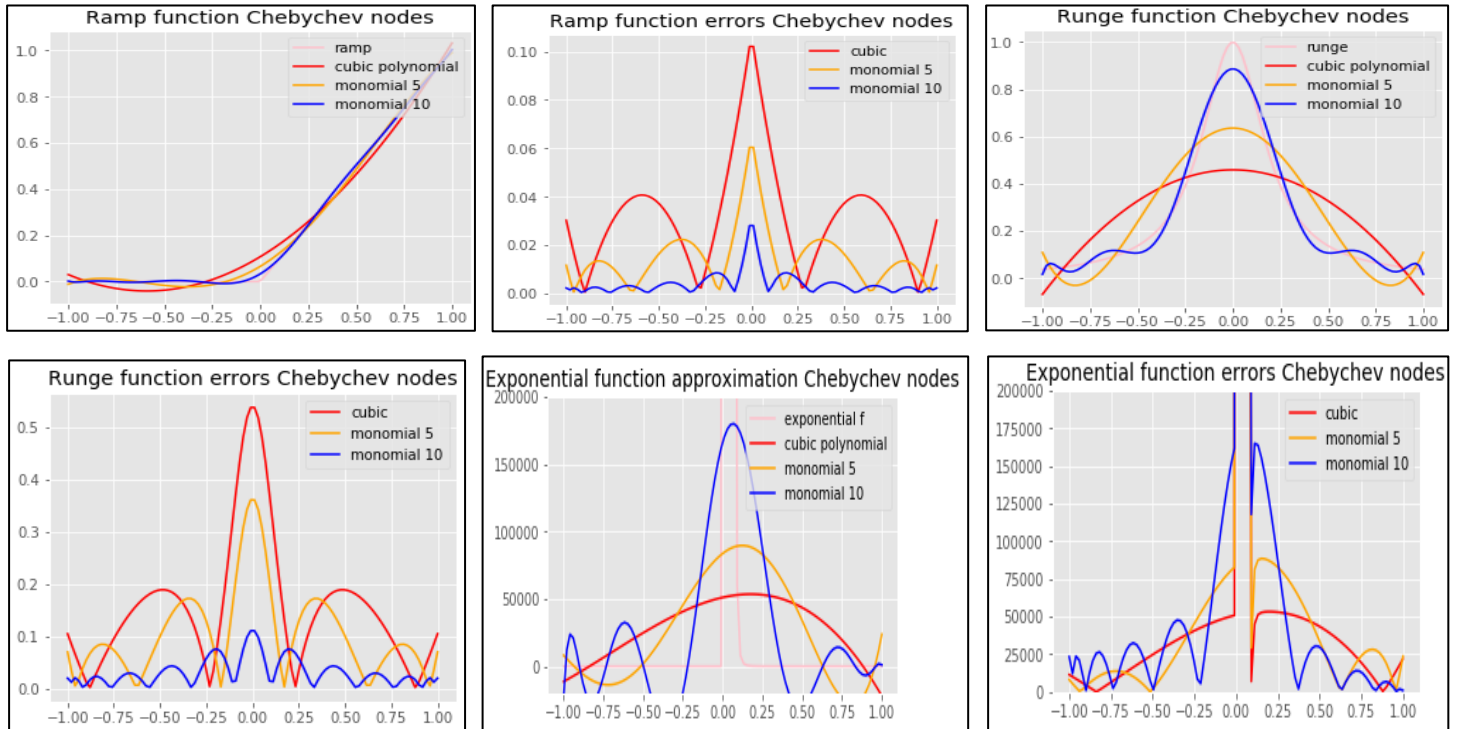 Ramp function Chebychev nodes
1.0
0.8
0.6
0.4
0.2
0.0
ramp
cubic polynomial
monomial 5
monomial 10
−1.00 −0.75 −0.50 −0.25 0.00 0.25 0.50 0.75 1.00
Ramp function errors Chebychev nodes
0.10
0.08
0.06
0.04
0.02
0.00
cubic
monomial 5
monomial 10
−1.00 −0.75 −0.50 −0.25 0.00 0.25 0.50 0.75 1.00
Runge function Chebychev nodes
1.0
0.8
0.6
0.4
0.2
0.0
runge
cubic polynomial
monomial 5
monomial 10
−1.00 −0.75 −0.50 −0.25 0.00 0.25 0.50 0.75 1.00
Runge function errors Chebychev nodes
0.5
0.4
0.3
0.2
0.1
0.0
cubic
monomial 5
monomial 10
−1.00 −0.75 −0.50 −0.25 0.00 0.25 0.50 0.75 1.00
Exponential function approximation Chebychev nodes
200000
150000
100000
50000
0
exponential f
cubic polynomial
monomial 5
monomial 10
−1.00 −0.75 −0.50 −0.25 0.00 0.25 0.50 0.75 1.00
Exponential function errors Chebychev nodes
200000
175000
150000
125000
100000
75000
50000
25000
0
cubic
monomial 5
monomial 10
−1.00 −0.75 −0.50 −0.25 0.00 0.25 0.50 0.75 1.00